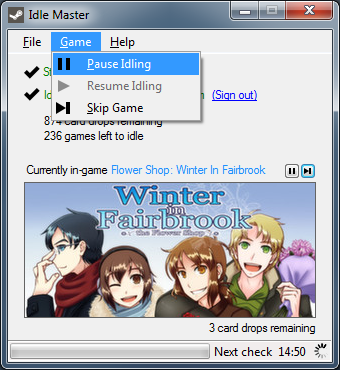 Idle Master
File Game Help
Pause Idling
Resume Idling
Skip Game
(Sign out)
874 card drops remaining
236 games left to idle
Currently in-game Flower Shop: Winter In Fairbrook
Winter
in
Fairbrook
the Flower Shop
3 card drops remaining
Next check 14:50